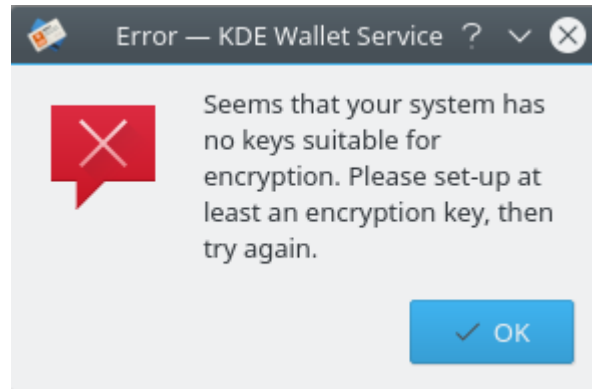 Error — KDE Wallet Service ?
Seems that your system has
no keys suitable for
encryption. Please set-up at
least an encryption key, then
try again.
OK